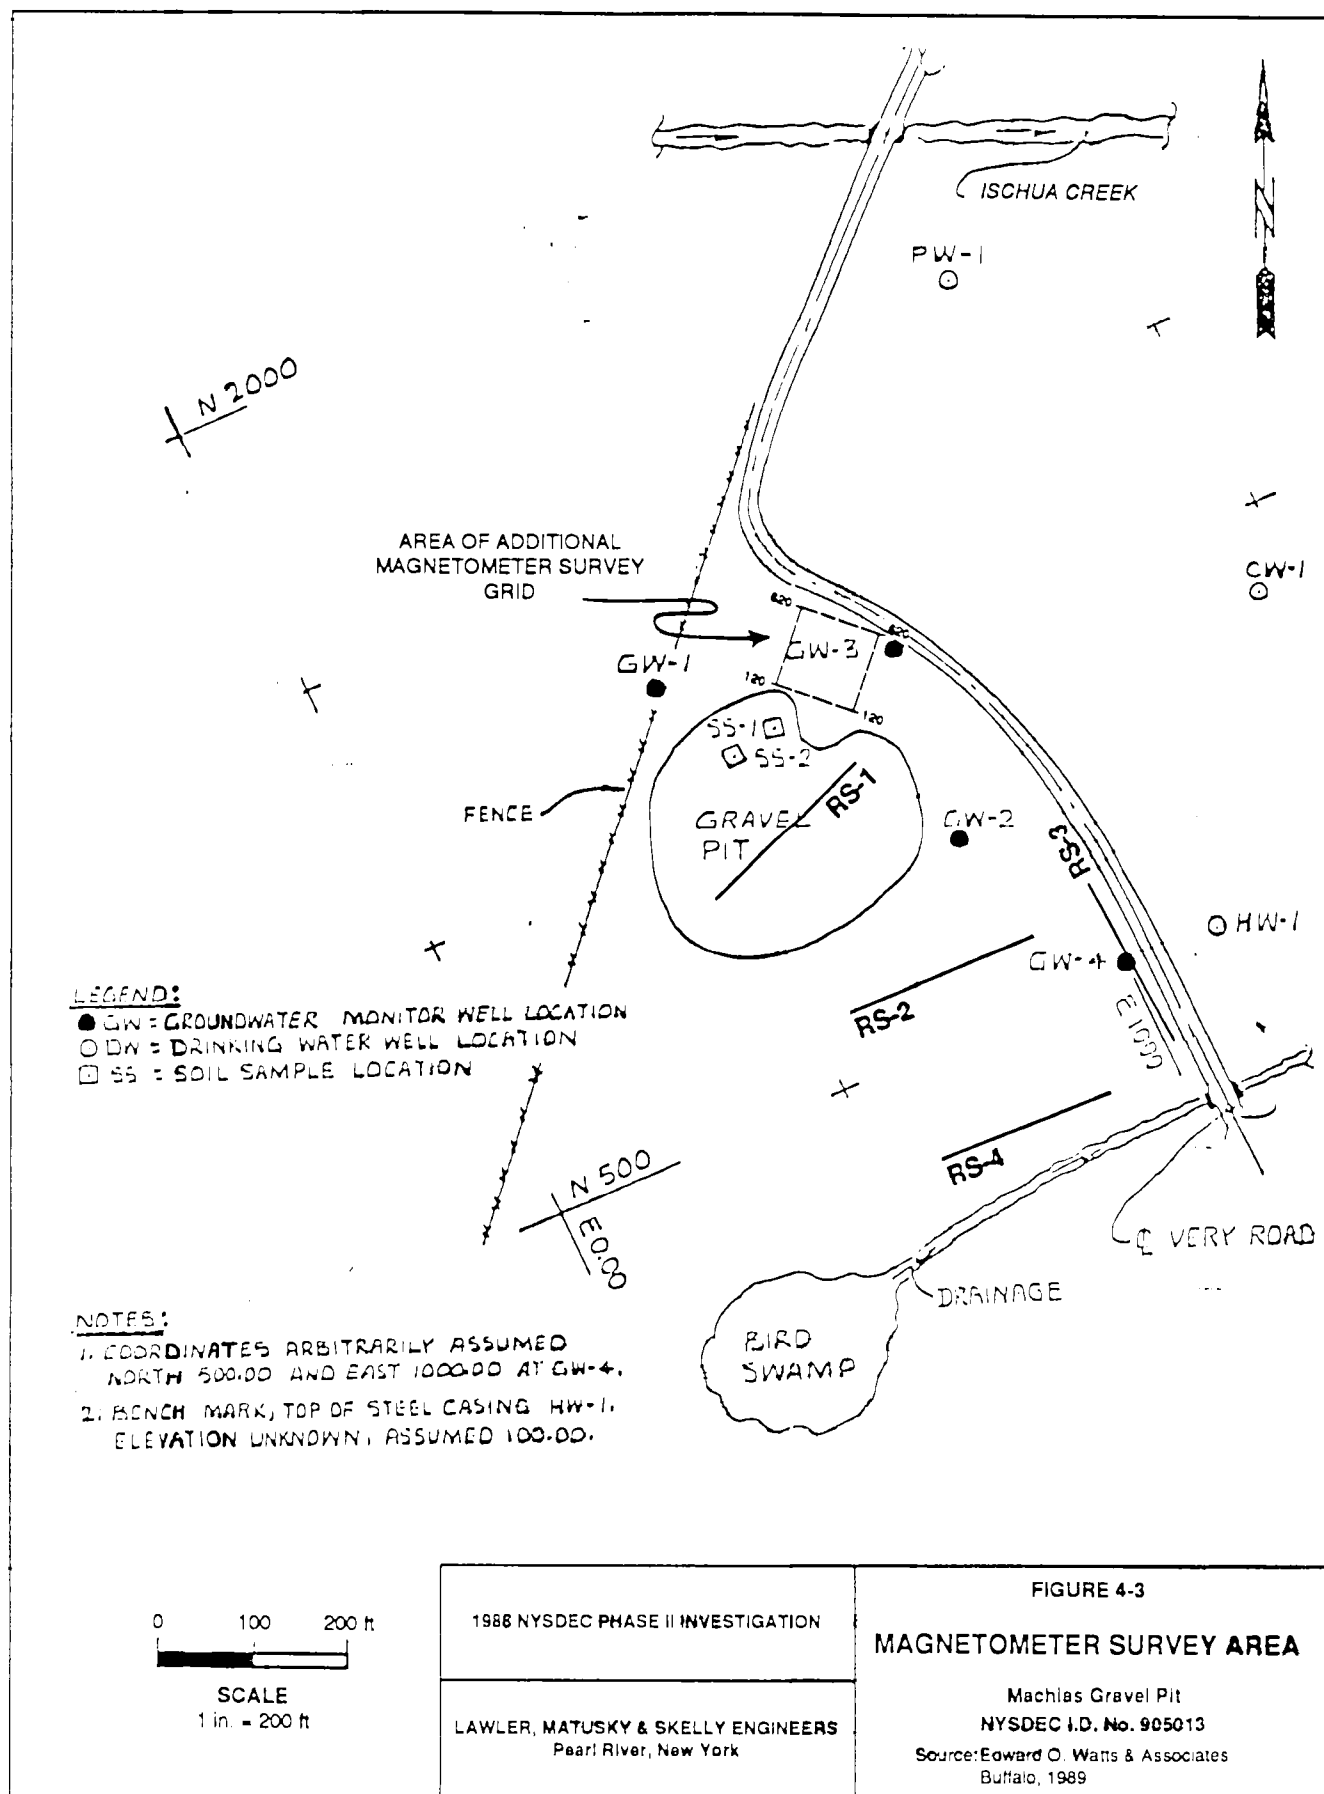 ISCHUA CREEK
PW-1
N
N 2000
AREA OF ADDITIONAL
MAGNETOMETER SURVEY
GRID
CW-1
620
620
GW-3
GW-1
120
120
SS-1
SS-2
RS-1
FENCE
GRAVEL
PIT
GW-2
RS-3
HW-1
GW-4
RS-2
E 1000
LEGEND:
GW = GROUNDWATER MONITOR WELL LOCATION
DW = DRINKING WATER WELL LOCATION
SS = SOIL SAMPLE LOCATION
RS-4
N 500
E 0.00
℄ VERY ROAD
DRAINAGE
BIRD
SWAMP
NOTES:
1. COORDINATES ARBITRARILY ASSUMED
NORTH 500.00 AND EAST 1000.00 AT GW-4.
2. BENCH MARK, TOP OF STEEL CASING HW-1.
ELEVATION UNKNOWN, ASSUMED 100.00.
0 100 200 ft
SCALE
1 in. = 200 ft
1986 NYSDEC PHASE II INVESTIGATION
LAWLER, MATUSKY & SKELLY ENGINEERS
Pearl River, New York
FIGURE 4-3
MAGNETOMETER SURVEY AREA
Machias Gravel Pit
NYSDEC I.D. No. 905013
Source: Edward O. Watts & Associates
Buffalo, 1989